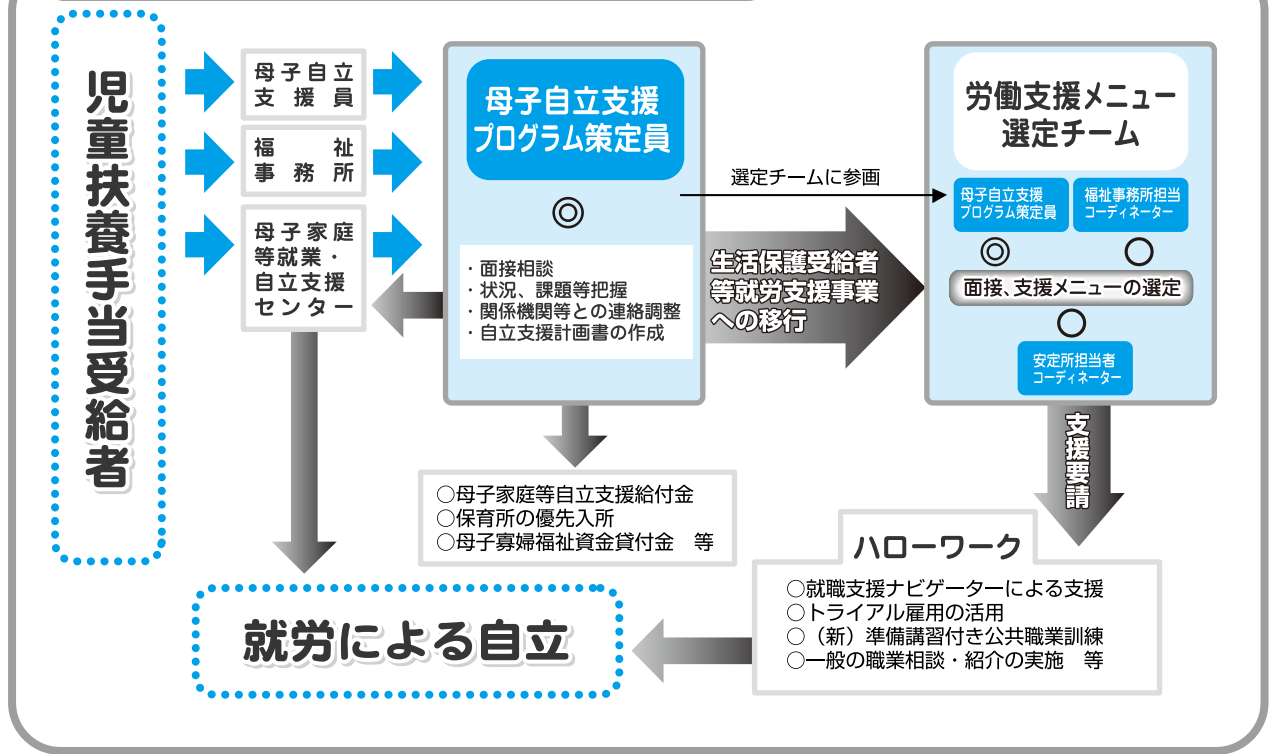 児童扶養手当受給者
母子自立
支援員
福祉
事務所
母子家庭
等就業・
自立支援
センター
母子自立支援
プログラム策定員
◎
・面接相談
・状況、課題等把握
・関係機関等との連絡調整
・自立支援計画書の作成
選定チームに参画
生活保護受給者
等就労支援事業
への移行
労働支援メニュー
選定チーム
母子自立支援
プログラム策定員
福祉事務所担当
コーディネーター
◎
○
面接、支援メニューの選定
○
安定所担当者
コーディネーター
支援要請
○母子家庭等自立支援給付金
○保育所の優先入所
○母子寡婦福祉資金貸付金　等
ハローワーク
○就職支援ナビゲーターによる支援
○トライアル雇用の活用
○（新）準備講習付き公共職業訓練
○一般の職業相談・紹介の実施　等
就労による自立